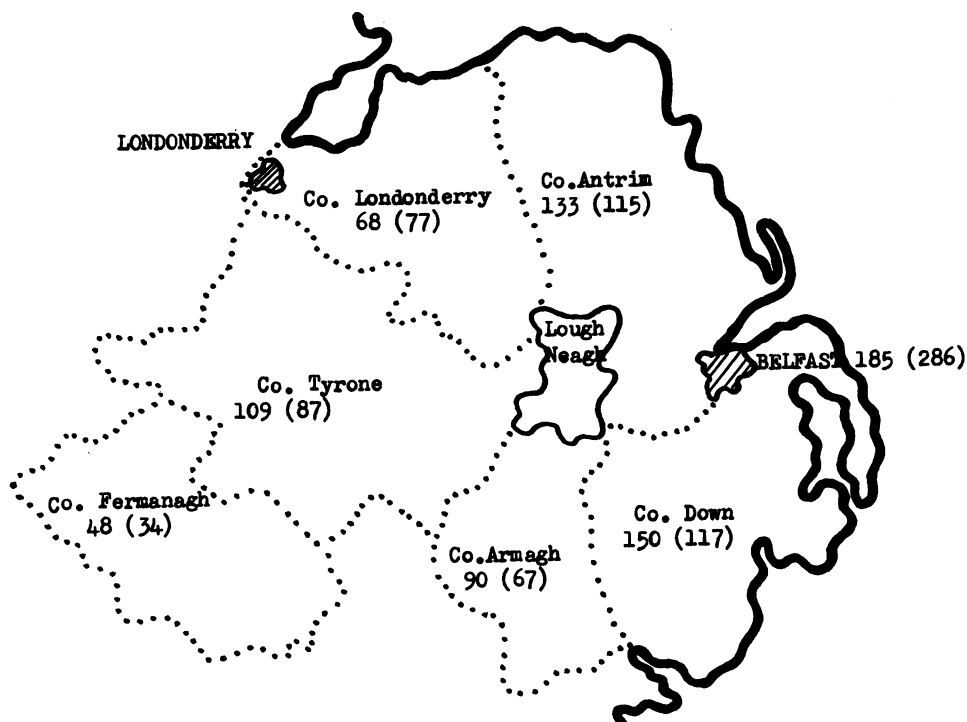 LONDONDERRY
Co. Londonderry
68 (77)
Co.Antrim
133 (115)
Lough
Neagh
BELFAST 185 (286)
Co. Tyrone
109 (87)
Co. Fermanagh
48 (34)
Co. Down
150 (117)
Co.Armagh
90 (67)